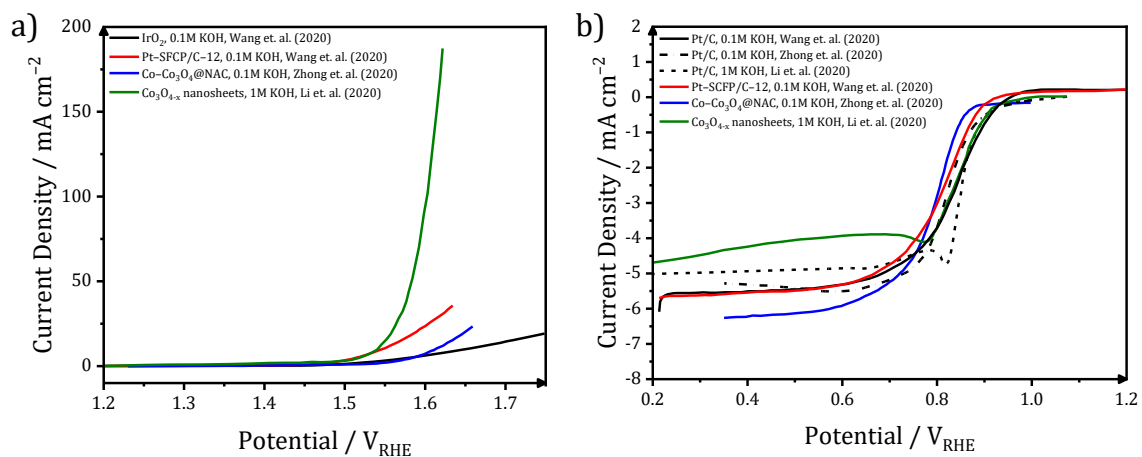 a)
Current Density / mA cm⁻²
200
150
100
50
0
1.2
1.3
1.4
1.5
1.6
1.7
Potential / V_RHE
IrO₂, 0.1M KOH, Wang et. al. (2020)
Pt–SFCP/C–12, 0.1M KOH, Wang et. al. (2020)
Co–Co₃O₄@NAC, 0.1M KOH, Zhong et. al. (2020)
Co₃O₄₋ₓ nanosheets, 1M KOH, Li et. al. (2020)
b)
Current Density / mA cm⁻²
2
1
0
-1
-2
-3
-4
-5
-6
-7
-8
0.2
0.4
0.6
0.8
1.0
1.2
Potential / V_RHE
Pt/C, 0.1M KOH, Wang et. al. (2020)
Pt/C, 0.1M KOH, Zhong et. al. (2020)
Pt/C, 1M KOH, Li et. al. (2020)
Pt–SCFP/C–12, 0.1M KOH, Wang et. al. (2020)
Co–Co₃O₄@NAC, 0.1M KOH, Zhong et. al. (2020)
Co₃O₄₋ₓ nanosheets, 1M KOH, Li et. al. (2020)